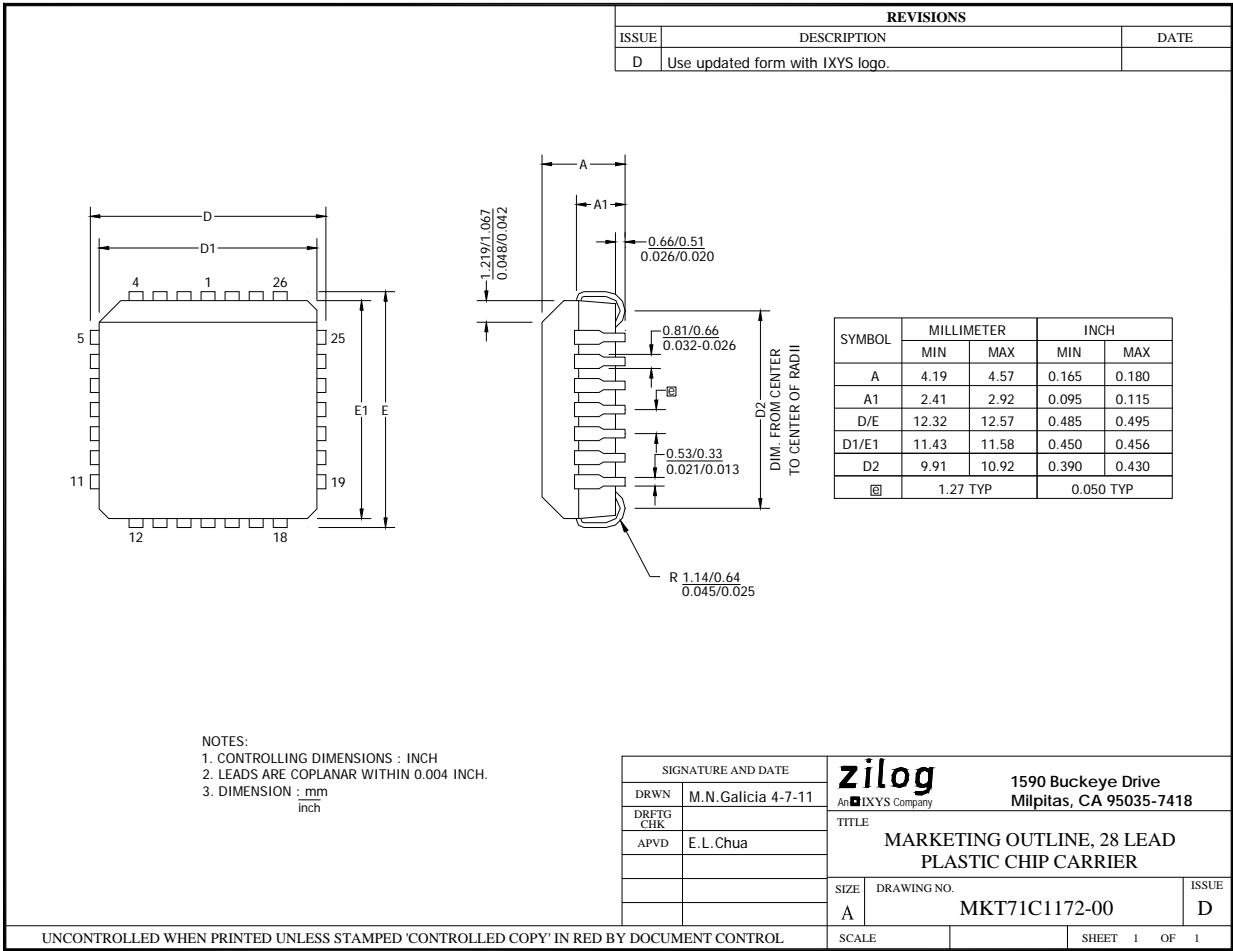 REVISIONS
ISSUE DESCRIPTION DATE
D Use updated form with IXYS logo.
A
A1
D
D1
1.219/1.067
0.048/0.042
0.66/0.51
0.026/0.020
4 1 26
5 25
E1 E
11 19
12 18
0.81/0.66
0.032-0.026
e
0.53/0.33
0.021/0.013
D2
DIM. FROM CENTER
TO CENTER OF RADII
R 1.14/0.64
0.045/0.025
SYMBOL MILLIMETER INCH
MIN MAX MIN MAX
A 4.19 4.57 0.165 0.180
A1 2.41 2.92 0.095 0.115
D/E 12.32 12.57 0.485 0.495
D1/E1 11.43 11.58 0.450 0.456
D2 9.91 10.92 0.390 0.430
e 1.27 TYP 0.050 TYP
NOTES:
1. CONTROLLING DIMENSIONS : INCH
2. LEADS ARE COPLANAR WITHIN 0.004 INCH.
3. DIMENSION : mm
inch
SIGNATURE AND DATE
DRWN M.N.Galicia 4-7-11
DRFTG
CHK
APVD E.L.Chua
zilog
An IXYS Company
1590 Buckeye Drive
Milpitas, CA 95035-7418
TITLE
MARKETING OUTLINE, 28 LEAD
PLASTIC CHIP CARRIER
SIZE DRAWING NO. ISSUE
A MKT71C1172-00 D
SCALE SHEET 1 OF 1
UNCONTROLLED WHEN PRINTED UNLESS STAMPED 'CONTROLLED COPY' IN RED BY DOCUMENT CONTROL